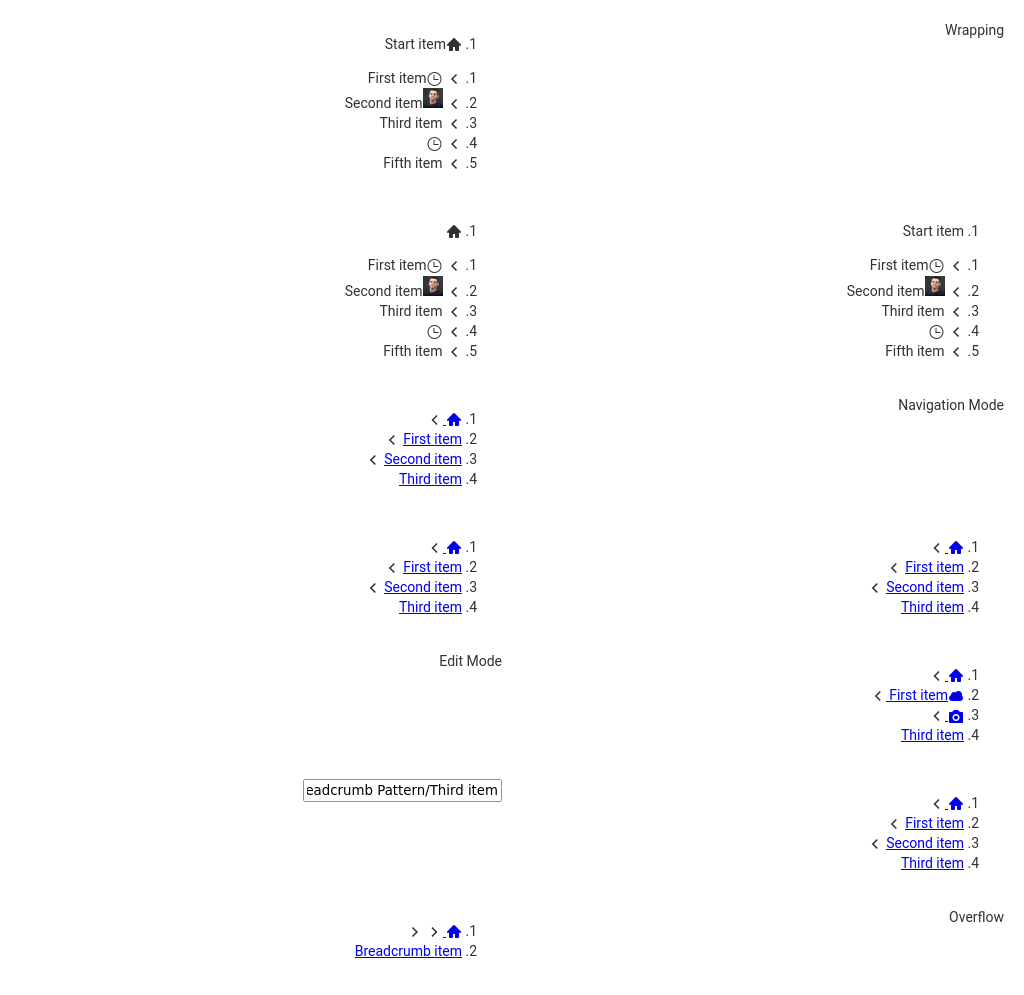 Wrapping
1. Start item
1. First item
2. Second item
3. Third item
4.
5. Fifth item
1. Start item
1. First item
2. Second item
3. Third item
4.
5. Fifth item
1.
1. First item
2. Second item
3. Third item
4.
5. Fifth item
Navigation Mode
1.
2. First item
3. Second item
4. Third item
1.
2. First item
3. Second item
4. Third item
1.
2. First item
3. Second item
4. Third item
1.
2. First item
3.
4. Third item
Edit Mode
eadcrumb Pattern/Third item
1.
2. First item
3. Second item
4. Third item
Overflow
1.
2. Breadcrumb item